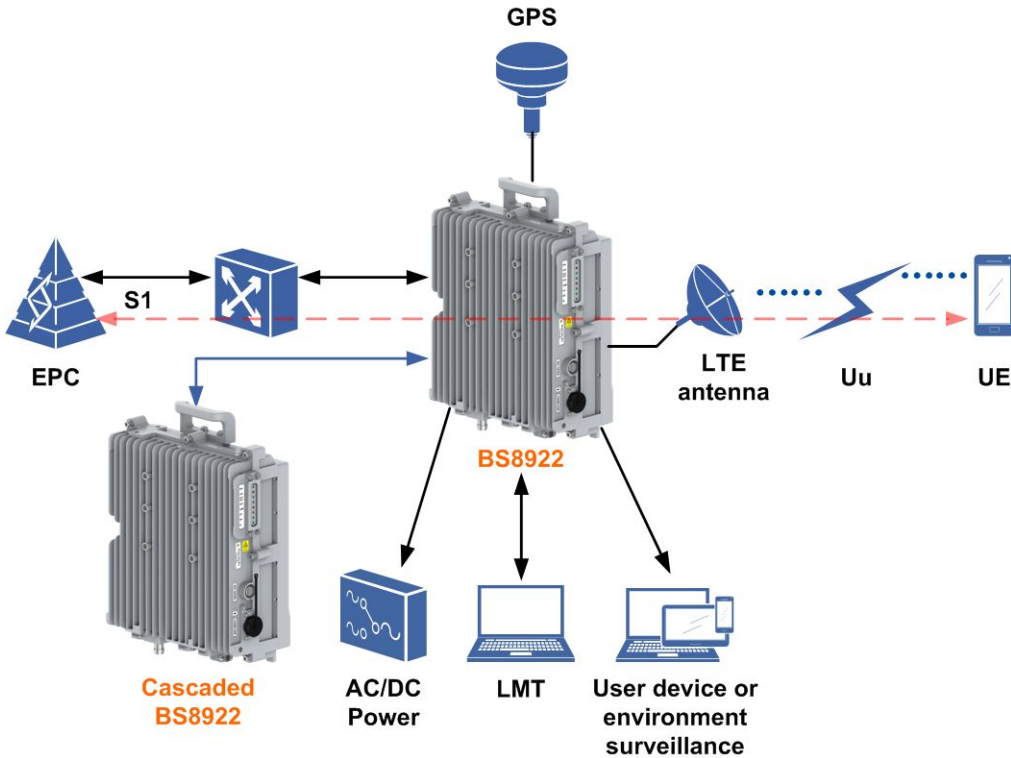 GPS
S1
EPC
LTE
antenna
Uu
UE
BS8922
Cascaded
BS8922
AC/DC
Power
LMT
User device or
environment
surveillance